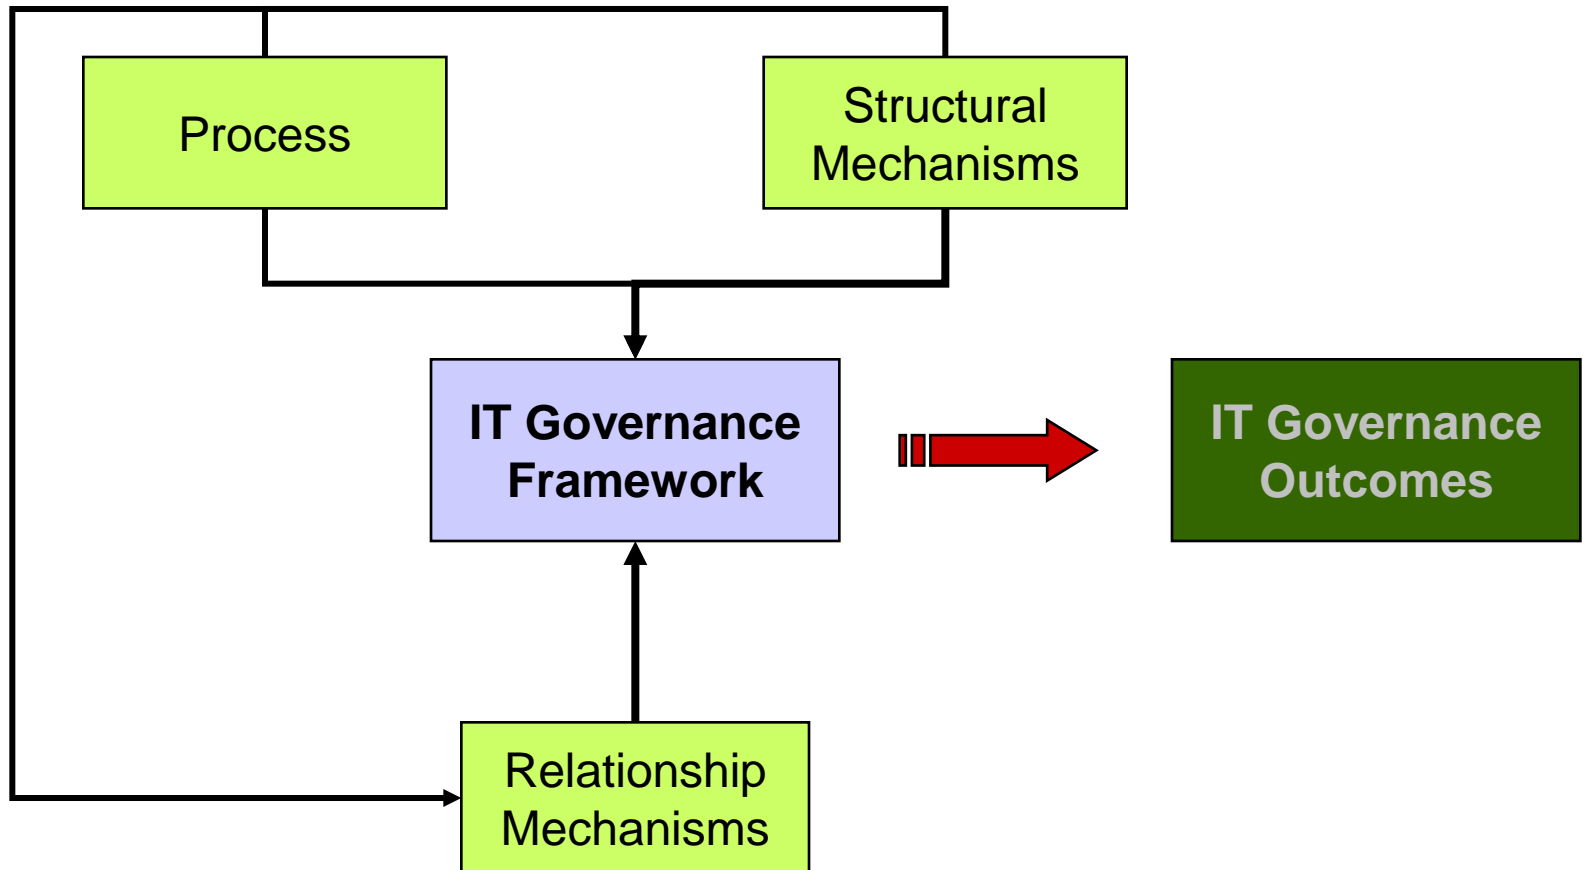 Process
Structural
Mechanisms
IT Governance
Framework
IT Governance
Outcomes
Relationship
Mechanisms